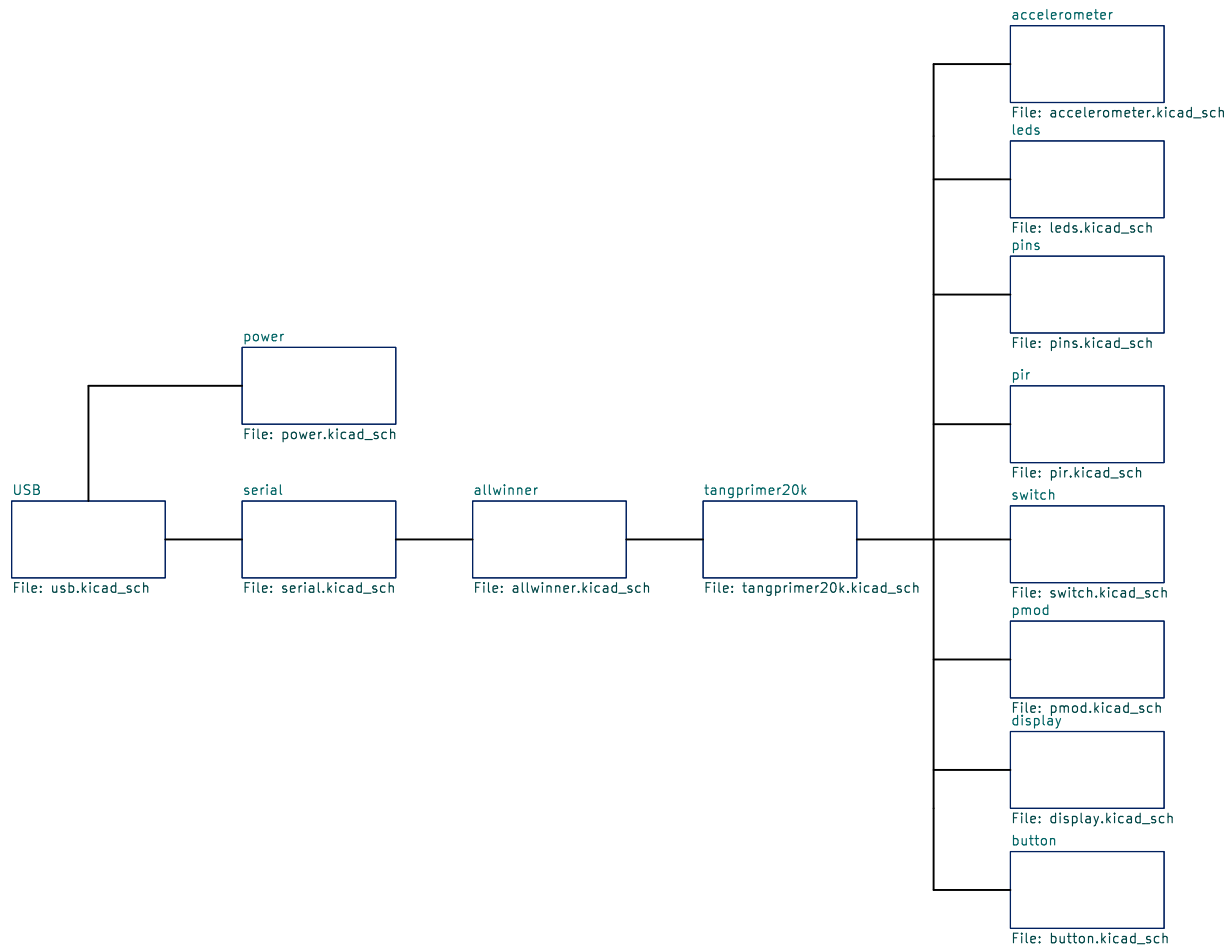 accelerometer
File: accelerometer.kicad_sch
leds
File: leds.kicad_sch
pins
File: pins.kicad_sch
power
File: power.kicad_sch
pir
File: pir.kicad_sch
USB
File: usb.kicad_sch
serial
File: serial.kicad_sch
allwinner
File: allwinner.kicad_sch
tangprimer20k
File: tangprimer20k.kicad_sch
switch
File: switch.kicad_sch
pmod
File: pmod.kicad_sch
display
File: display.kicad_sch
button
File: button.kicad_sch